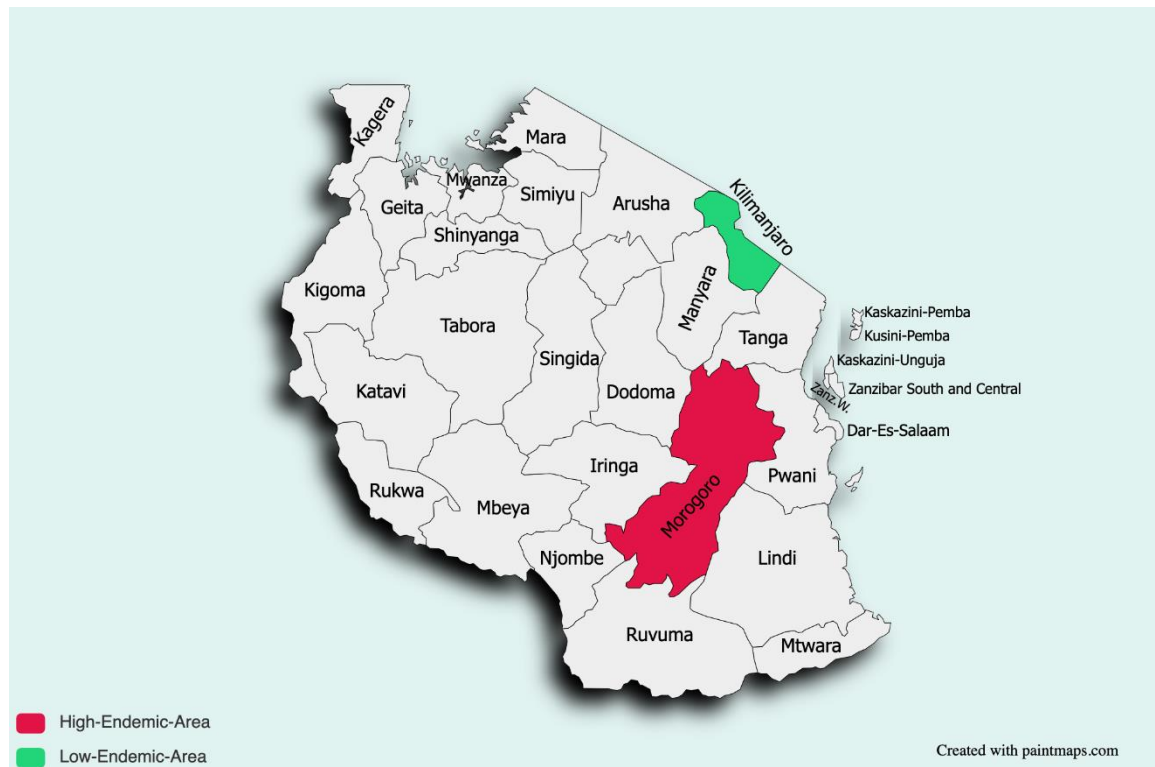 Kagera
Mara
Mwanza
Simiyu
Geita
Arusha
Kilimanjaro
Shinyanga
Kigoma
Manyara
Tabora
Tanga
Kaskazini-Pemba
Kusini-Pemba
Singida
Kaskazini-Unguja
Katavi
Dodoma
Zanz.W.
Zanzibar South and Central
Dar-Es-Salaam
Iringa
Pwani
Rukwa
Mbeya
Morogoro
Njombe
Lindi
Ruvuma
Mtwara
High-Endemic-Area
Low-Endemic-Area
Created with paintmaps.com